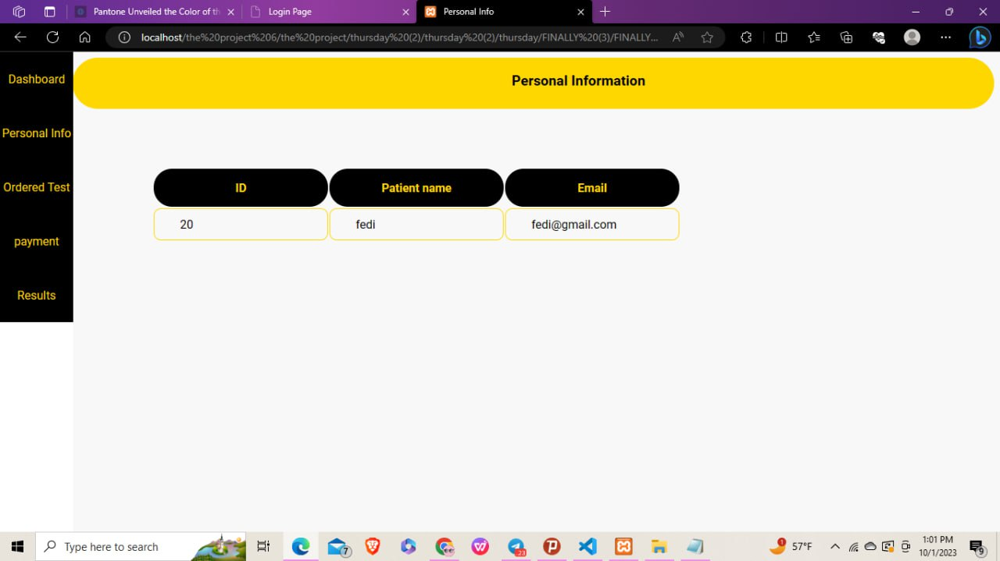 Pantone Unveiled the Color of th
Login Page
Personal Info
localhost/the%20project%206/the%20project/thursday%20(2)/thursday%20(2)/thursday/FINALLY%20(3)/FINALLY...
Dashboard
Personal Information
Personal Info
Ordered Test
payment
Results
ID Patient name Email
20 fedi fedi@gmail.com
Type here to search
7
23
1
57°F
1:01 PM
10/1/2023
9